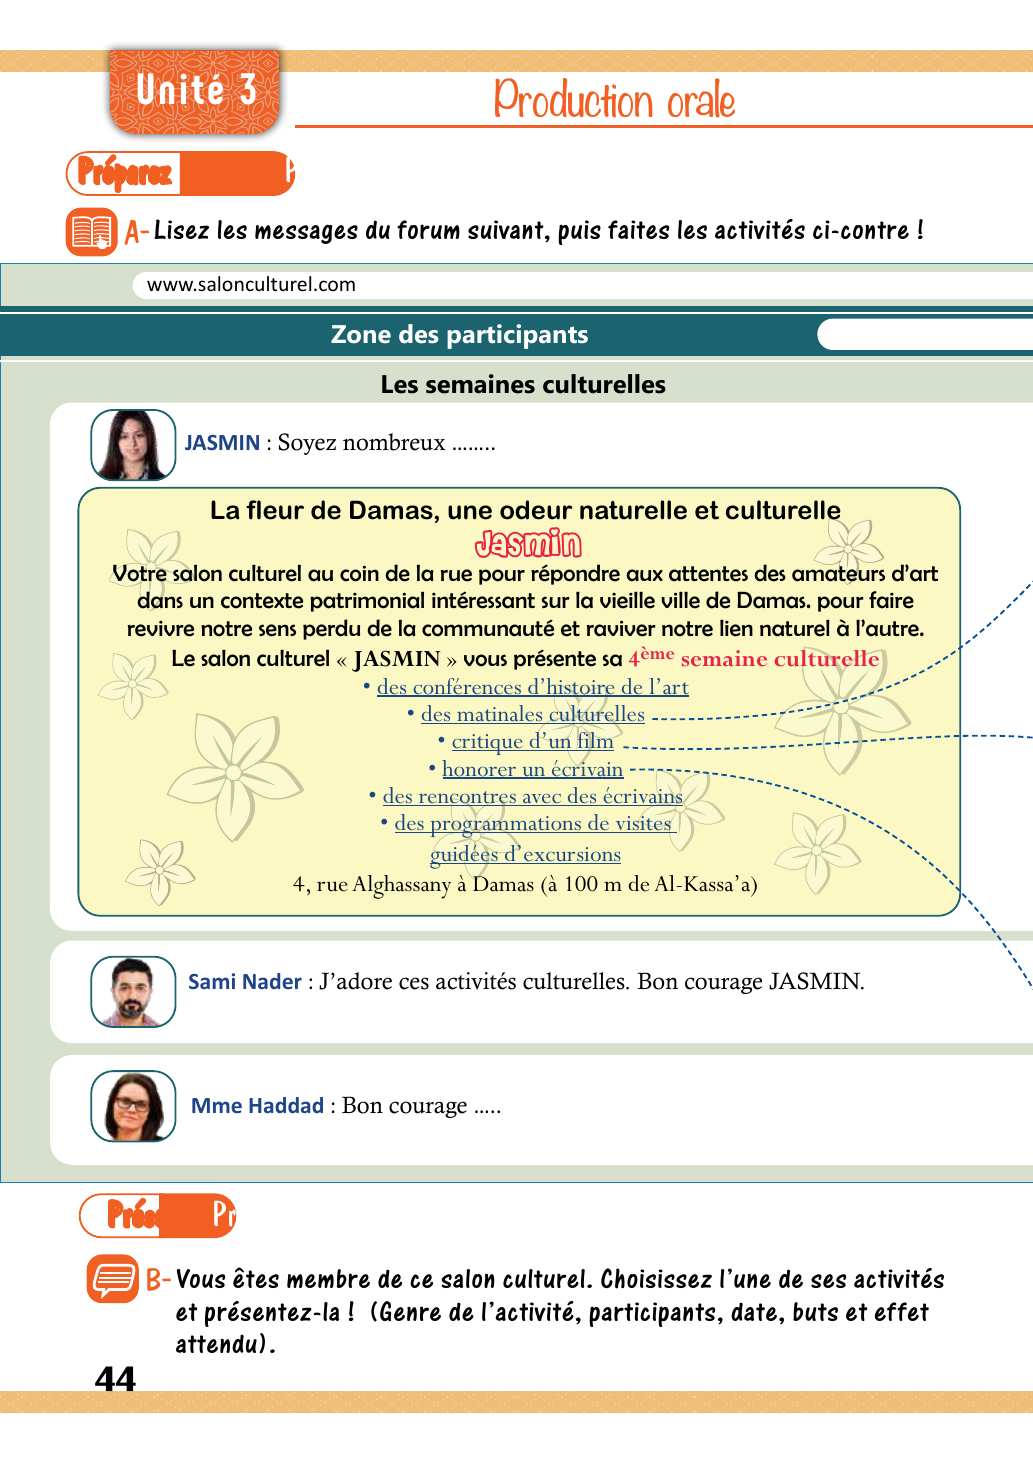 Unité 3
Production orale
Préparez
A- Lisez les messages du forum suivant, puis faites les activités ci-contre !
www.salonculturel.com
Zone des participants
Les semaines culturelles
JASMIN : Soyez nombreux ........
La fleur de Damas, une odeur naturelle et culturelle
Jasmin
Votre salon culturel au coin de la rue pour répondre aux attentes des amateurs d'art
dans un contexte patrimonial intéressant sur la vieille ville de Damas. pour faire
revivre notre sens perdu de la communauté et raviver notre lien naturel à l'autre.
Le salon culturel « JASMIN » vous présente sa 4ème semaine culturelle
• des conférences d'histoire de l'art
• des matinales culturelles
• critique d'un film
• honorer un écrivain
• des rencontres avec des écrivains
• des programmations de visites
guidées d'excursions
4, rue Alghassany à Damas (à 100 m de Al-Kassa'a)
Sami Nader : J'adore ces activités culturelles. Bon courage JASMIN.
Mme Haddad : Bon courage .....
B- Vous êtes membre de ce salon culturel. Choisissez l'une de ses activités
et présentez-la ! (Genre de l'activité, participants, date, buts et effet
attendu).
44